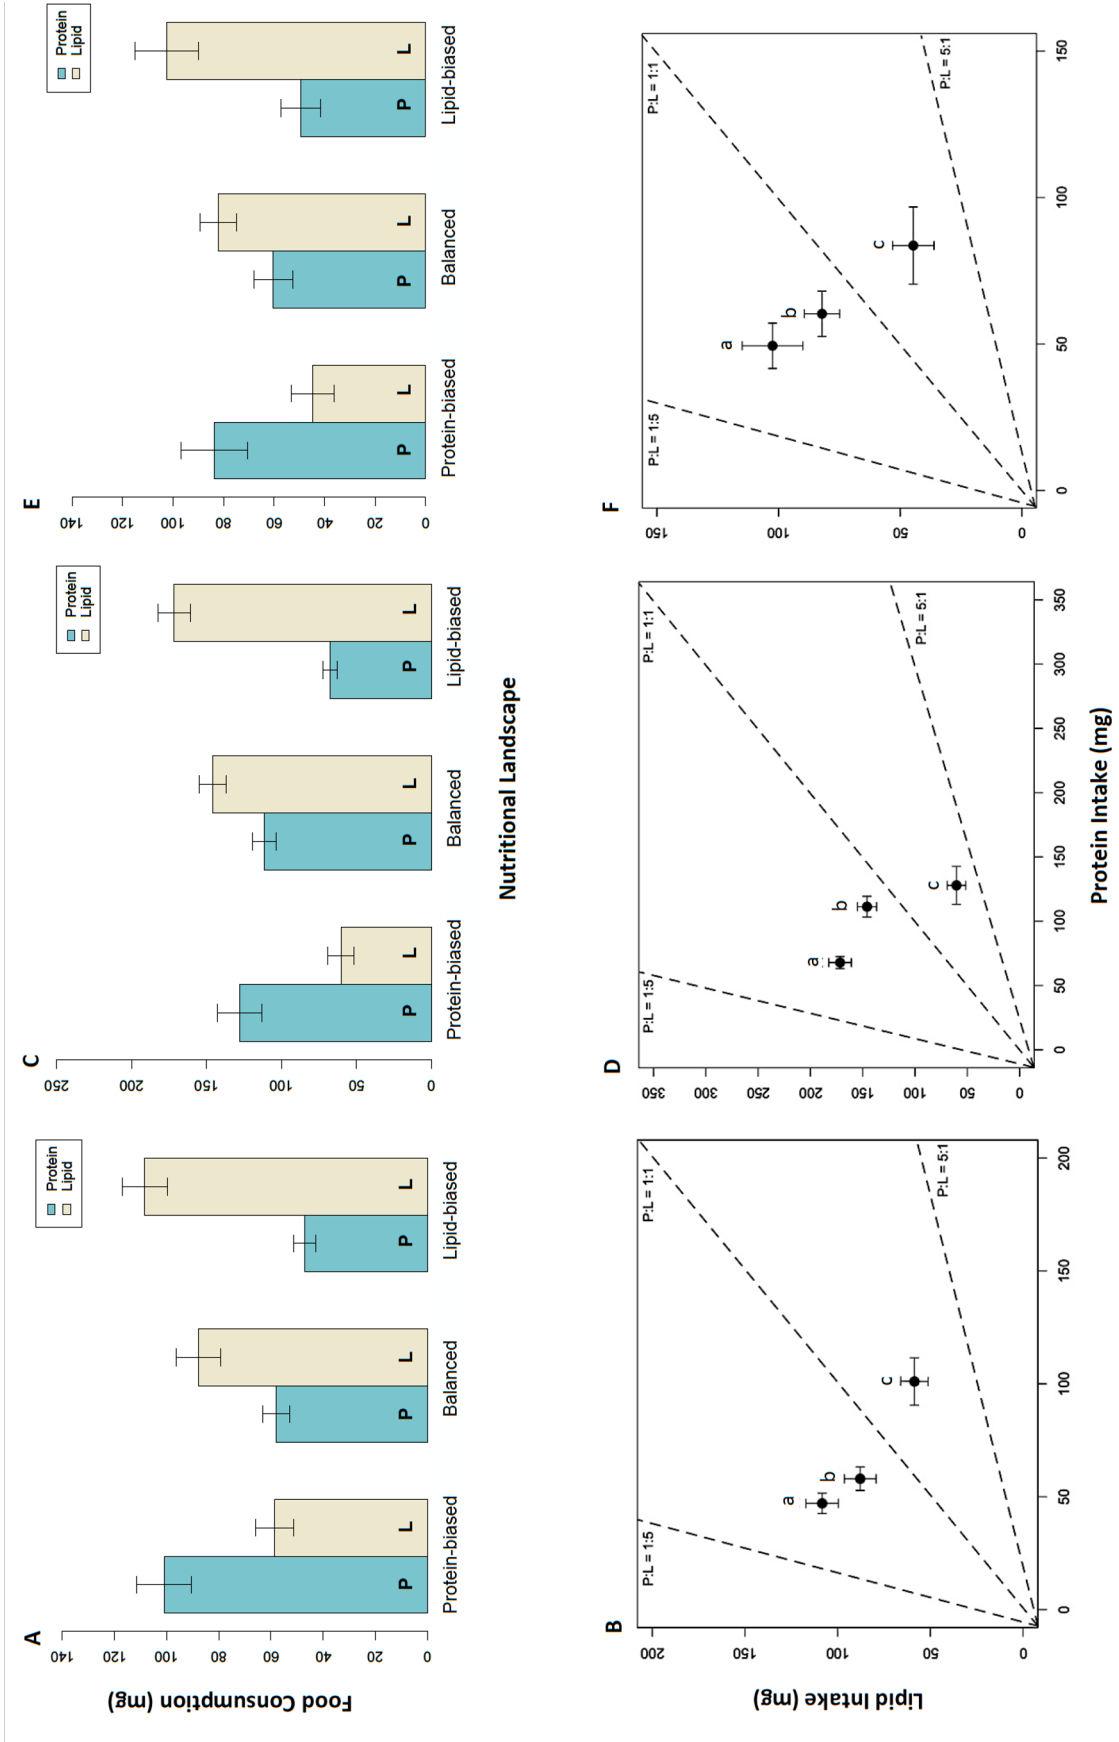 A
Food Consumption (mg)
0
20
40
60
80
100
120
140
Protein
Lipid
P
L
P
L
P
L
Protein-biased
Balanced
Lipid-biased
C
0
50
100
150
200
250
Protein
Lipid
P
L
P
L
P
L
Protein-biased
Balanced
Lipid-biased
E
0
20
40
60
80
100
120
140
Protein
Lipid
P
L
P
L
P
L
Protein-biased
Balanced
Lipid-biased
Nutritional Landscape
B
Lipid Intake (mg)
0
50
100
150
200
P:L = 1:5
P:L = 1:1
P:L = 5:1
a
b
c
0
50
100
150
200
D
0
50
100
150
200
250
300
350
P:L = 1:5
P:L = 1:1
P:L = 5:1
a
b
c
0
50
100
150
200
250
300
350
F
0
50
100
150
P:L = 1:5
P:L = 1:1
P:L = 5:1
a
b
c
0
50
100
150
Protein Intake (mg)